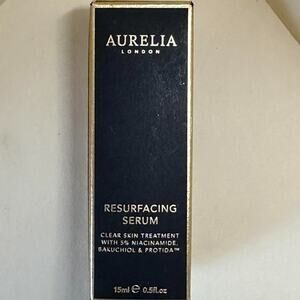 AURELIA
LONDON
RESURFACING
SERUM
CLEAR SKIN TREATMENT
WITH 5% NIACINAMIDE,
BAKUCHIOL & PROTIDA™
15ml ℮ 0.5fl.oz